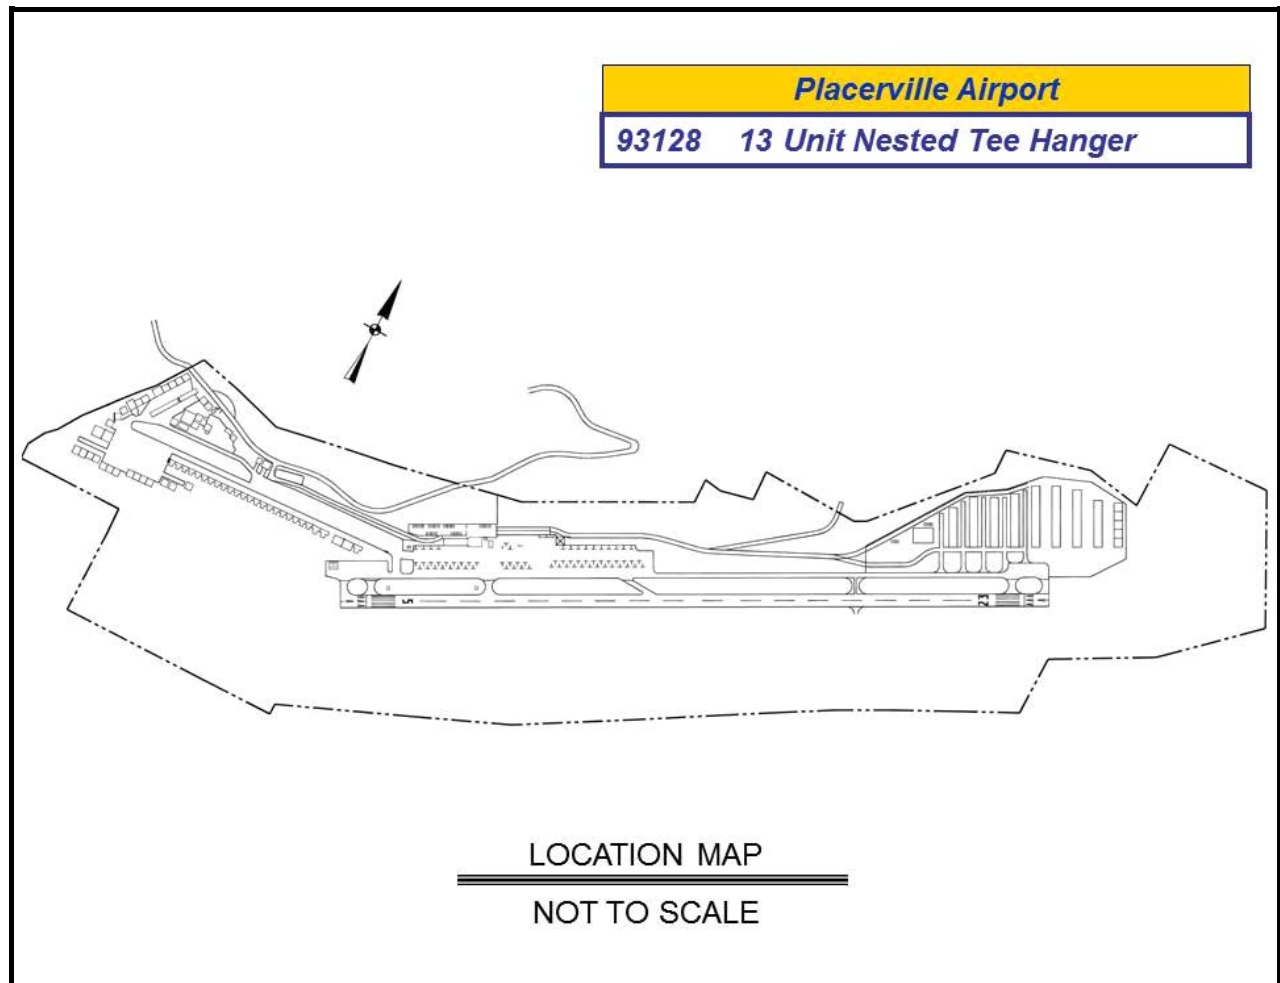 Placerville Airport
93128 13 Unit Nested Tee Hanger
5
23
LOCATION MAP
NOT TO SCALE